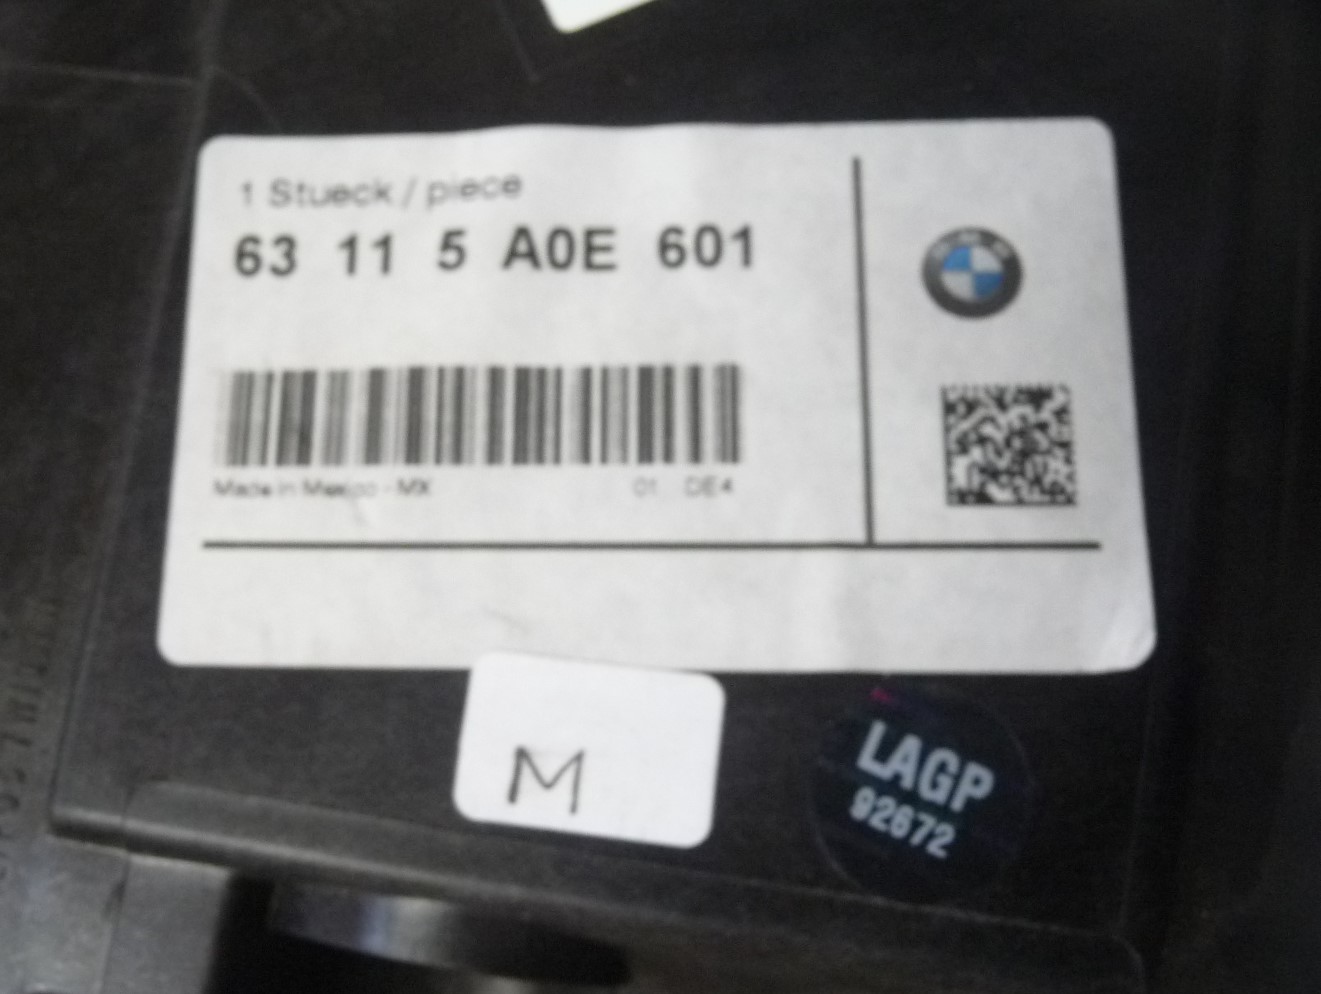 1 Stueck / piece
63 11 5 A0E 601
Made in Mexico - MX 01 DE4
M
LAGP
92672